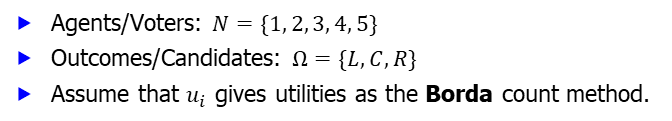 ▶ Agents/Voters: 𝑁 = {1, 2, 3, 4, 5}
▶ Outcomes/Candidates: Ω = {𝐿, 𝐶, 𝑅}
▶ Assume that 𝑢ᵢ gives utilities as the Borda count method.